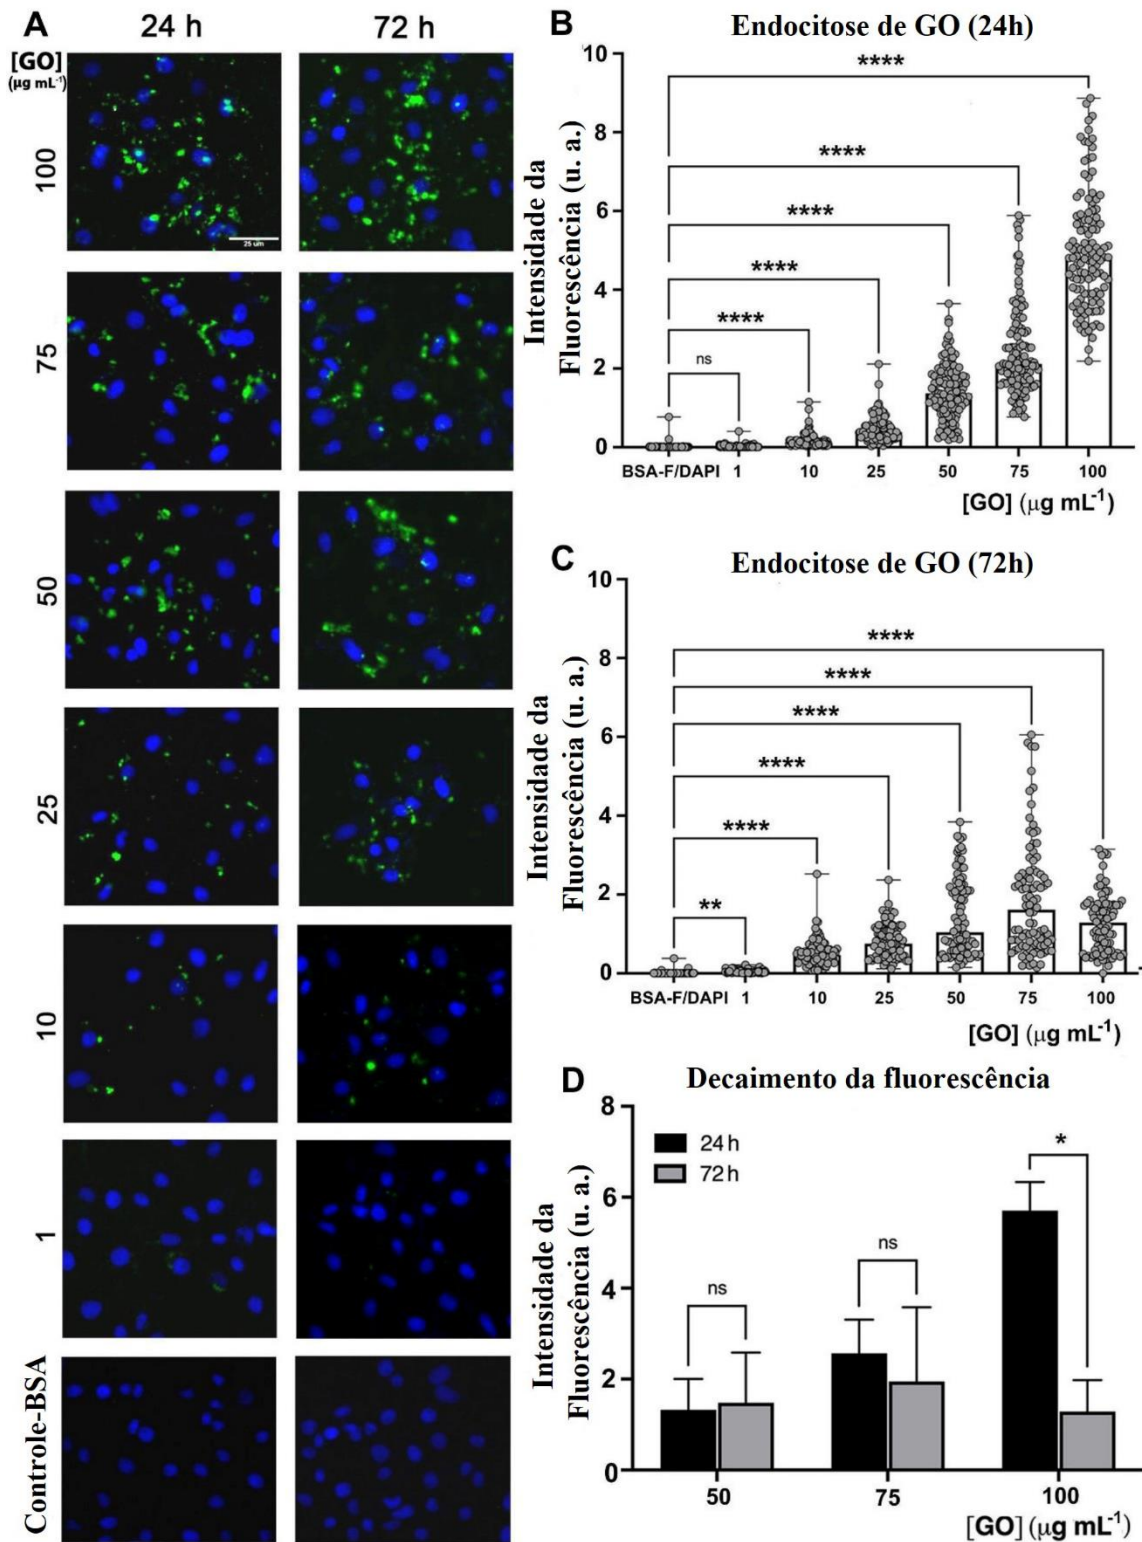 A
24 h
72 h
[GO]
(µg mL⁻¹)
100
25 um
75
50
25
10
1
Controle-BSA
B
Endocitose de GO (24h)
Intensidade da
Fluorescência (u. a.)
10
8
6
4
2
0
****
****
****
****
****
ns
BSA-F/DAPI 1 10 25 50 75 100
[GO] (µg mL⁻¹)
C
Endocitose de GO (72h)
Intensidade da
Fluorescência (u. a.)
10
8
6
4
2
0
****
****
****
****
****
**
BSA-F/DAPI 1 10 25 50 75 100
[GO] (µg mL⁻¹)
D
Decaimento da fluorescência
Intensidade da
Fluorescência (u. a.)
8
6
4
2
0
24 h
72 h
ns
ns
*
50 75 100
[GO] (µg mL⁻¹)